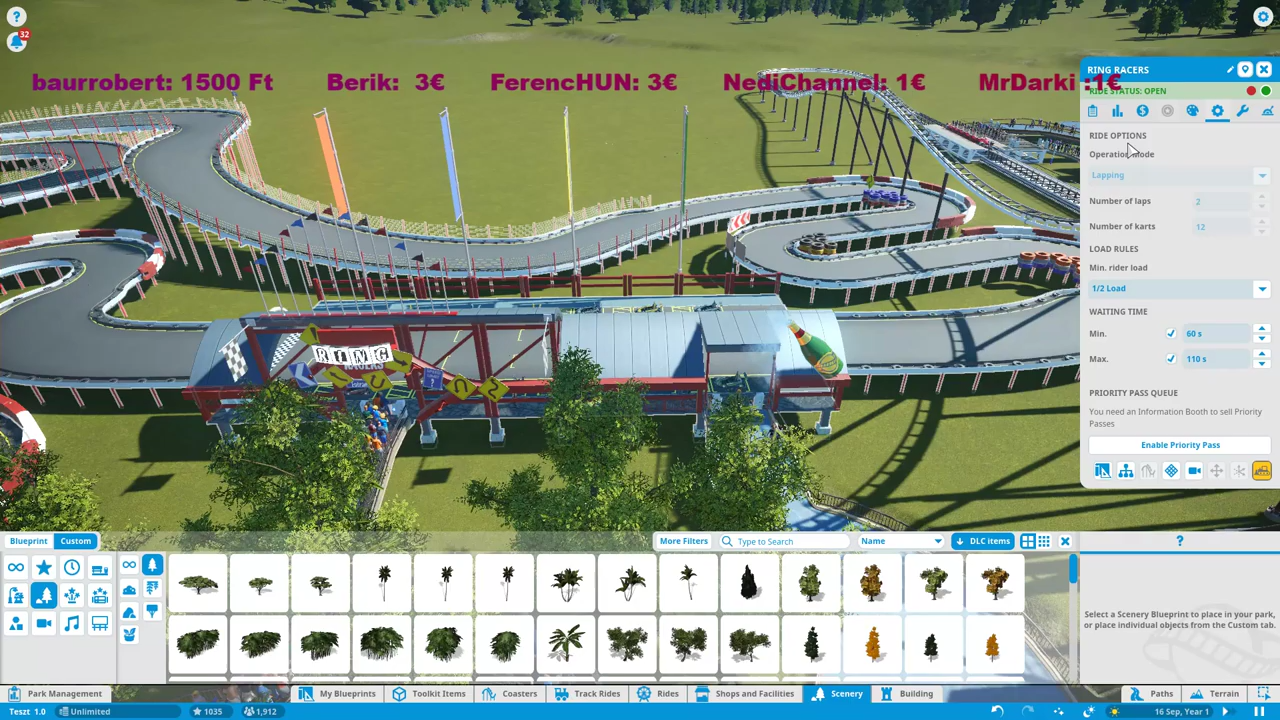 32
baurrobert: 1500 Ft Berik: 3€ FerencHUN: 3€ NediChannel: 1€ MrDarki :1€
RING RACERS
RIDE STATUS: OPEN
RIDE OPTIONS
Operation mode
Lapping
Number of laps 2
Number of karts 12
LOAD RULES
Min. rider load
1/2 Load
WAITING TIME
Min. 60 s
Max. 110 s
PRIORITY PASS QUEUE
You need an Information Booth to sell Priority
Passes
Enable Priority Pass
RING
RACERS
Blueprint Custom More Filters Type to Search Name DLC items
?
Select a Scenery Blueprint to place in your park,
or place individual objects from the Custom tab.
Park Management My Blueprints Toolkit Items Coasters Track Rides Rides Shops and Facilities Scenery Building Paths Terrain
Teszt 1.0 Unlimited 1035 1,912 16 Sep, Year 1